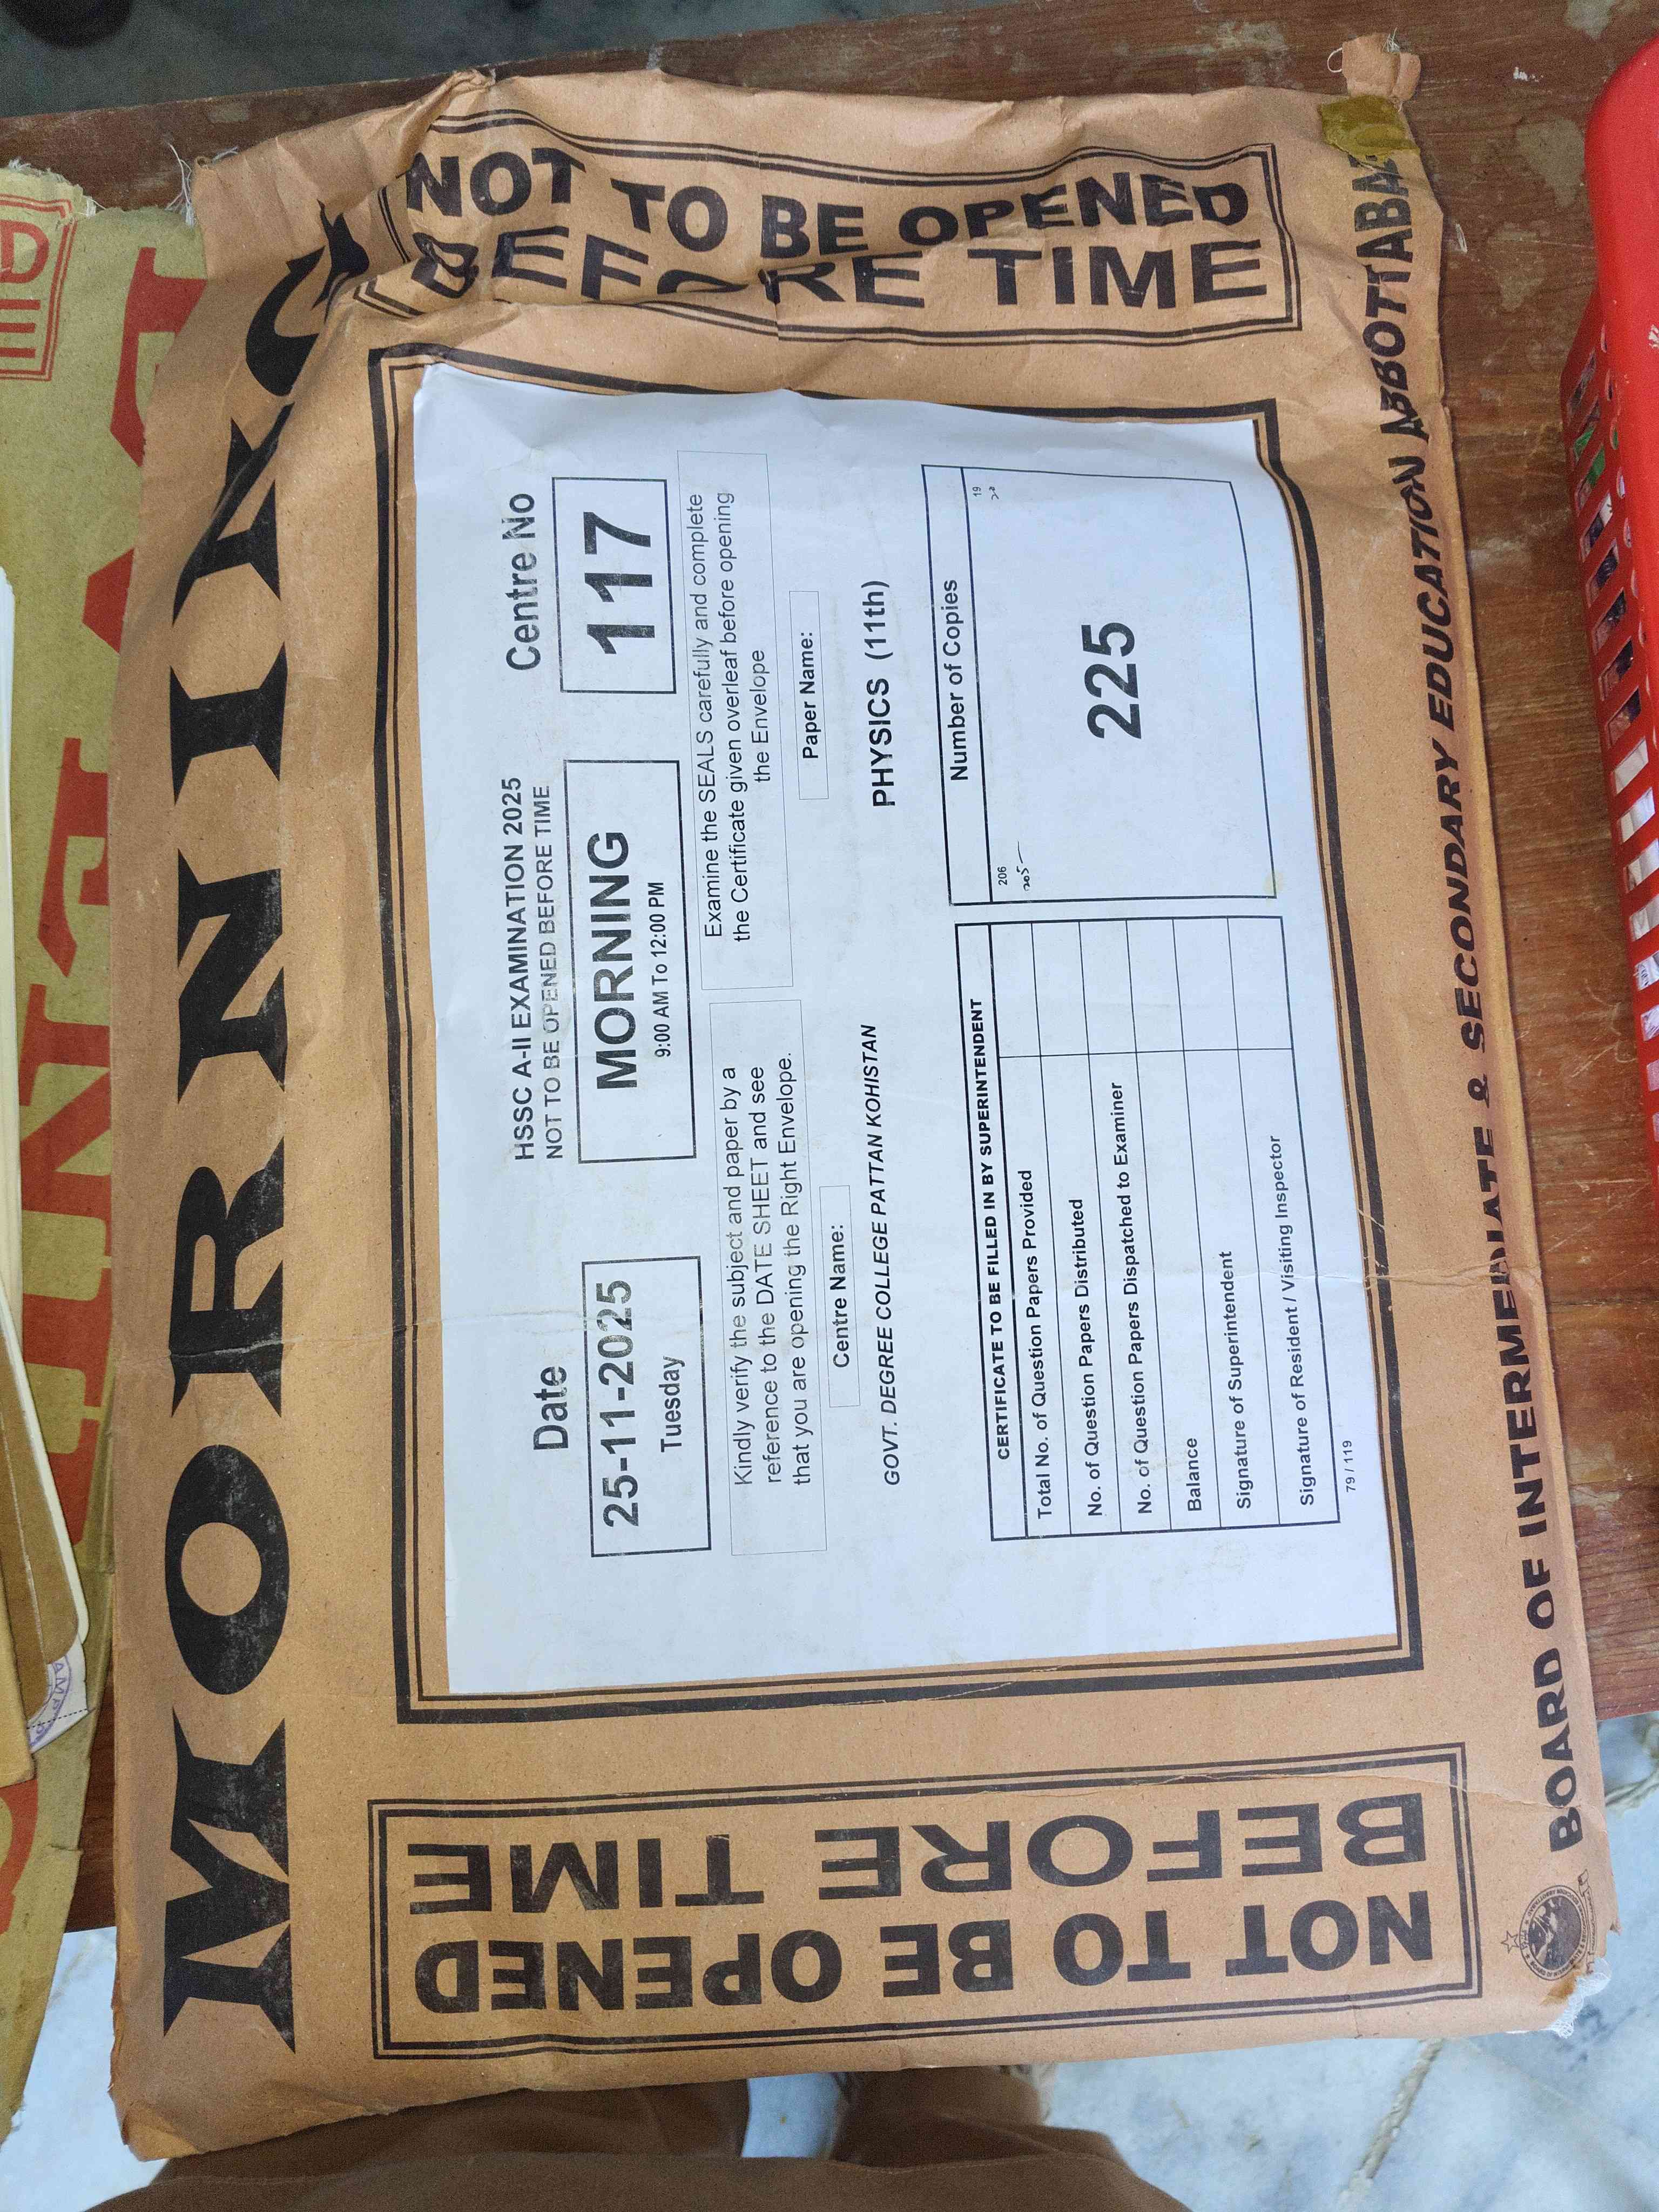 MORNING
NOT TO BE OPENED
BEFORE TIME
NOT TO BE OPENED
BEFORE TIME
HSSC A-II EXAMINATION 2025
NOT TO BE OPENED BEFORE TIME
Date
25-11-2025
Tuesday
MORNING
9:00 AM To 12:00 PM
Centre No
117
Kindly verify the subject and paper by a
reference to the DATE SHEET and see
that you are opening the Right Envelope.
Examine the SEALS carefully and complete
the Certificate given overleaf before opening
the Envelope
Centre Name:
GOVT. DEGREE COLLEGE PATTAN KOHISTAN
Paper Name:
PHYSICS (11th)
CERTIFICATE TO BE FILLED IN BY SUPERINTENDENT
Total No. of Question Papers Provided
No. of Question Papers Distributed
No. of Question Papers Dispatched to Examiner
Balance
Signature of Superintendent
Signature of Resident / Visiting Inspector
79 / 119
Number of Copies
206
19
205
20
225
BOARD OF INTERMEDIATE & SECONDARY EDUCATION ABBOTTABAD